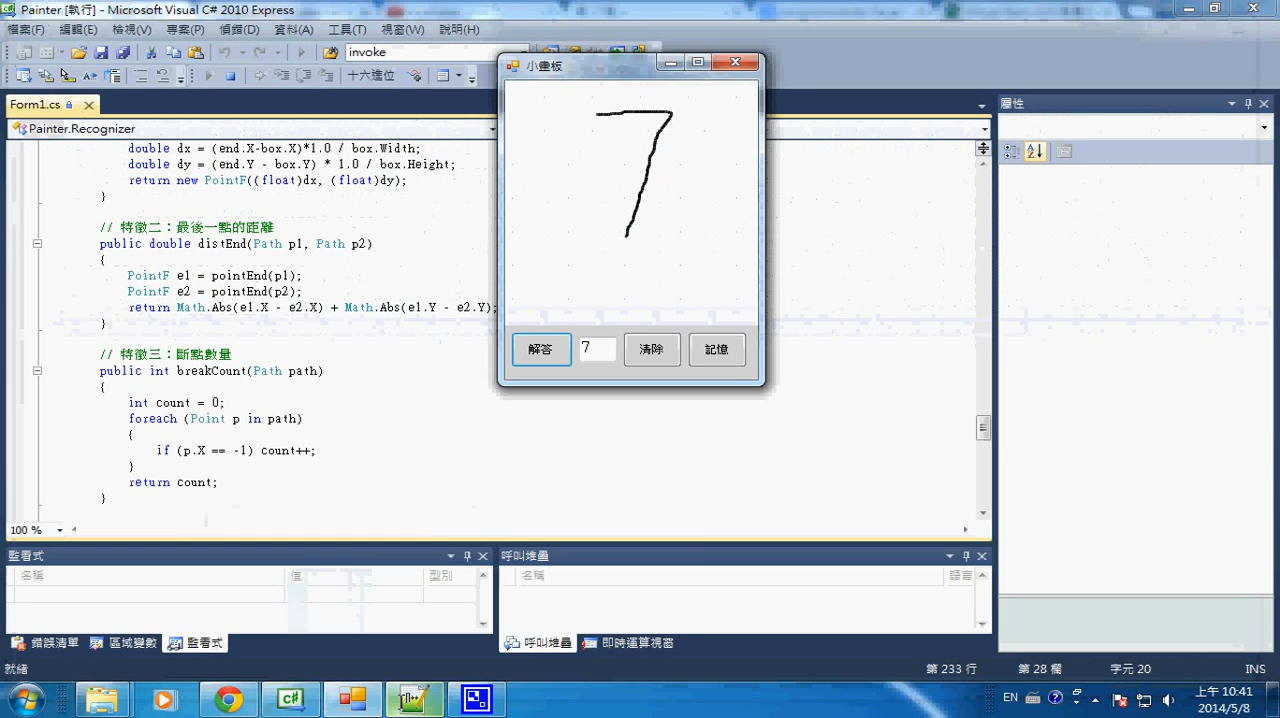 Painter [執行] - Microsoft Visual C# 2010 Express
檔案(F) 編輯(E) 檢視(V) 專案(P) 偵錯(D) 資料(A) 工具(T) 視窗(W) 說明(H)
invoke
十六進位
Form1.cs
Painter.Recognizer
double dx = (end.X-box.X)*1.0 / box.Width;
double dy = (end.Y - box.Y) * 1.0 / box.Height;
return new PointF((float)dx, (float)dy);
}
// 特徵二：最後一點的距離
public double distEnd(Path p1, Path p2)
{
PointF e1 = pointEnd(p1);
PointF e2 = pointEnd(p2);
return Math.Abs(e1.X - e2.X) + Math.Abs(e1.Y - e2.Y);
}
// 特徵三：斷點數量
public int breakCount(Path path)
{
int count = 0;
foreach (Point p in path)
{
if (p.X == -1) count++;
}
return count;
}
100 %
小畫板
7
解答 7 清除 記憶
屬性
監看式
名稱 值 型別
呼叫堆疊
名稱 語言
錯誤清單 區域變數 監看式
呼叫堆疊 即時運算視窗
就緒 第 233 行 第 28 欄 字元 20 INS
EN 上午 10:41
2014/5/8